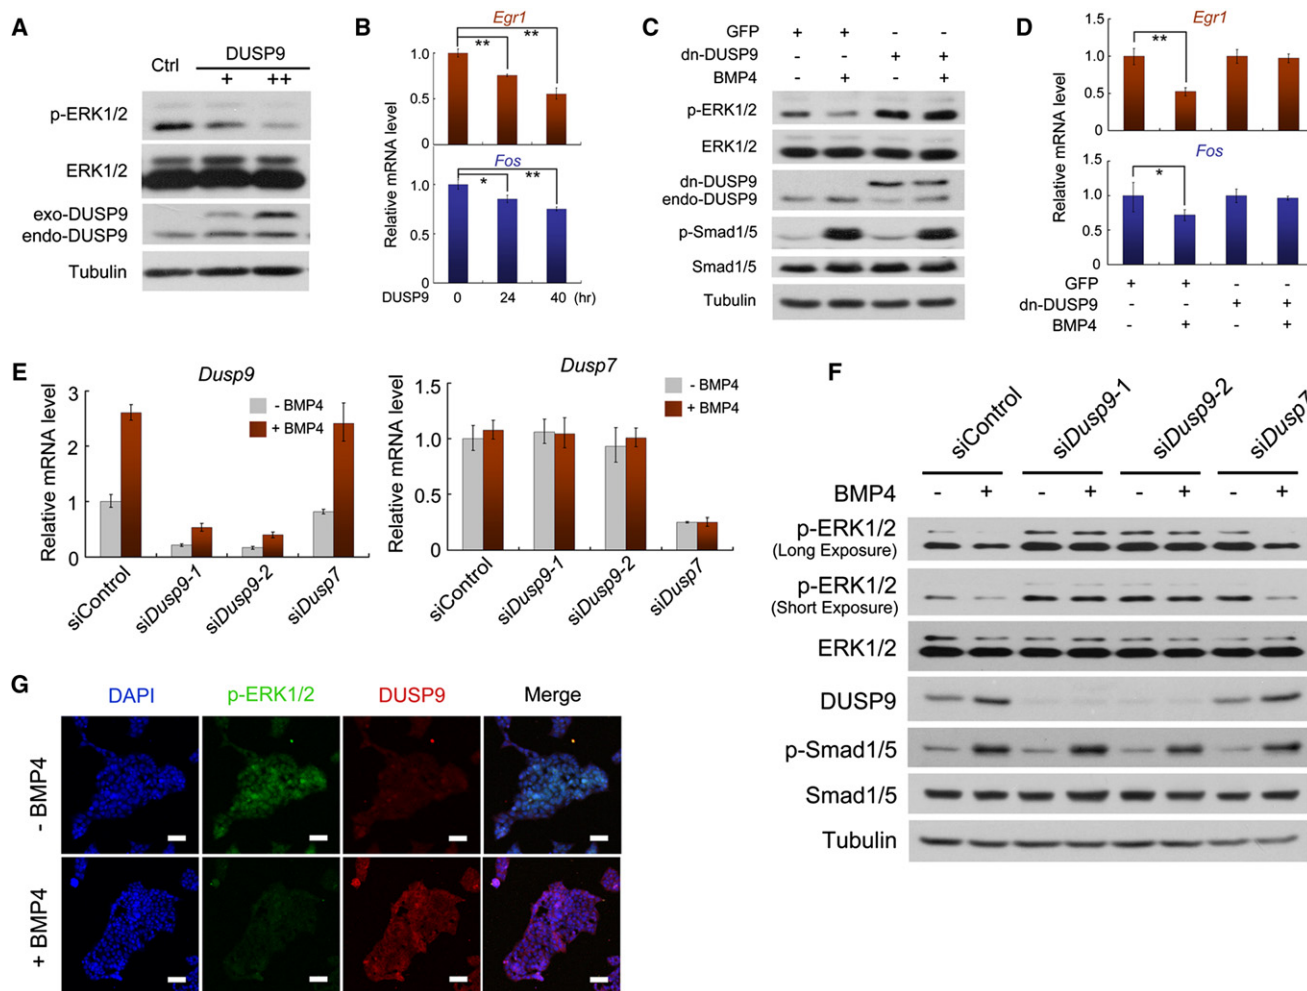 A
Ctrl DUSP9
+ ++
p-ERK1/2
ERK1/2
exo-DUSP9
endo-DUSP9
Tubulin
B
Relative mRNA level
Egr1
** **
1.0
0.5
0
Fos
* **
1.0
0.5
0
DUSP9 0 24 40 (hr)
C
GFP + + - -
dn-DUSP9 - - + +
BMP4 - + - +
p-ERK1/2
ERK1/2
dn-DUSP9
endo-DUSP9
p-Smad1/5
Smad1/5
Tubulin
D
Relative mRNA level
Egr1
1.5
**
1.0
0.5
0
Fos
1.5
*
1.0
0.5
0
GFP + + - -
dn-DUSP9 - - + +
BMP4 - + - +
E
Dusp9
Relative mRNA level
3
2
1
0
- BMP4
+ BMP4
siControl
siDusp9-1
siDusp9-2
siDusp7
Dusp7
Relative mRNA level
1.5
1.0
0.5
0
- BMP4
+ BMP4
siControl
siDusp9-1
siDusp9-2
siDusp7
F
siControl
siDusp9-1
siDusp9-2
siDusp7
BMP4 - + - + - + - +
p-ERK1/2
(Long Exposure)
p-ERK1/2
(Short Exposure)
ERK1/2
DUSP9
p-Smad1/5
Smad1/5
Tubulin
G
DAPI p-ERK1/2 DUSP9 Merge
- BMP4
+ BMP4